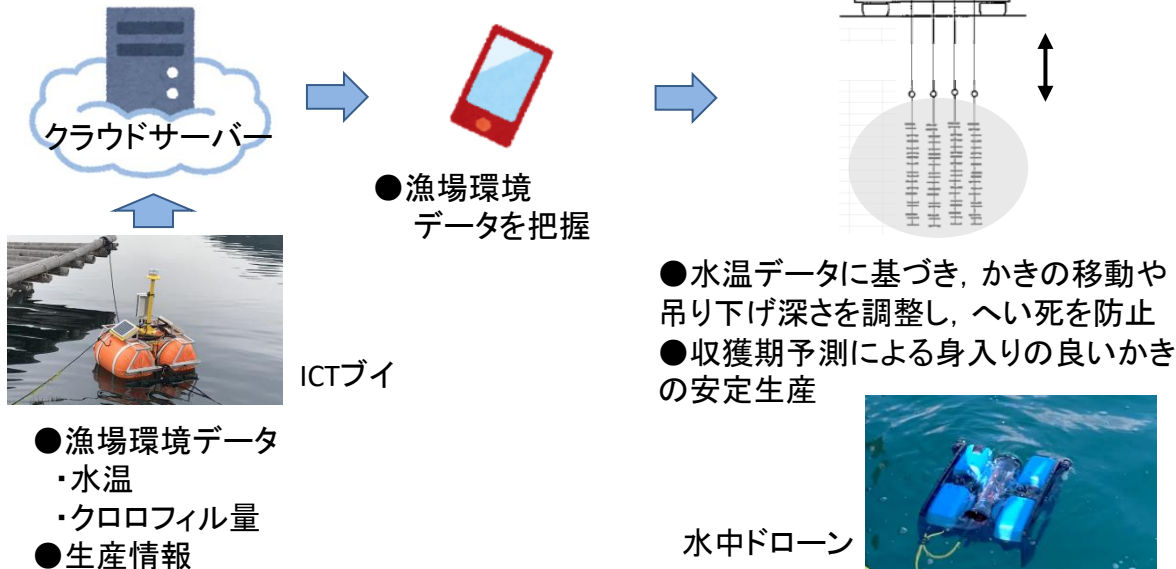 クラウドサーバー
●漁場環境
データを把握
ICTブイ
●漁場環境データ
・水温
・クロロフィル量
●生産情報
●水温データに基づき，かきの移動や
吊り下げ深さを調整し，へい死を防止
●収獲期予測による身入りの良いかき
の安定生産
水中ドローン